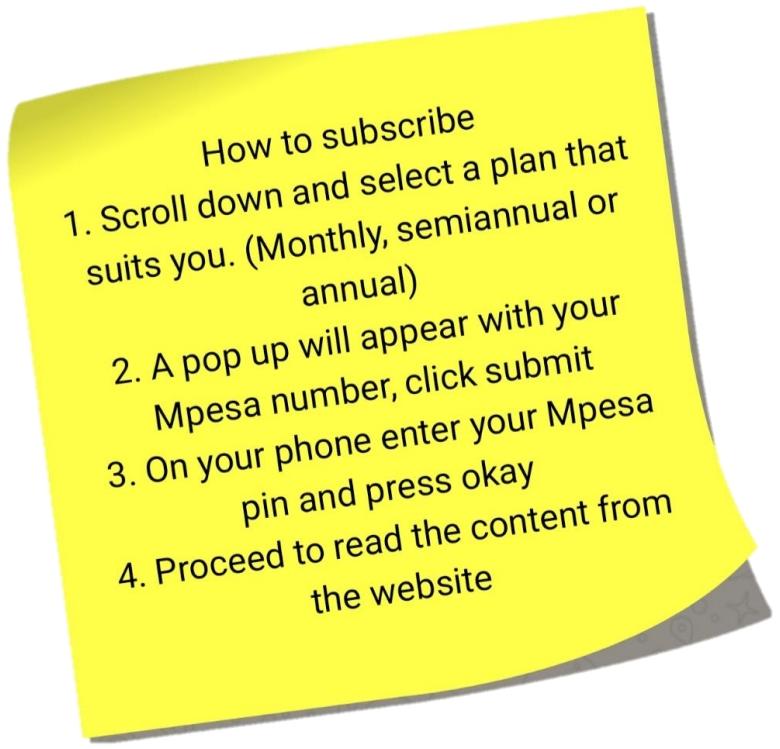 How to subscribe
1. Scroll down and select a plan that
suits you. (Monthly, semiannual or
annual)
2. A pop up will appear with your
Mpesa number, click submit
3. On your phone enter your Mpesa
pin and press okay
4. Proceed to read the content from
the website